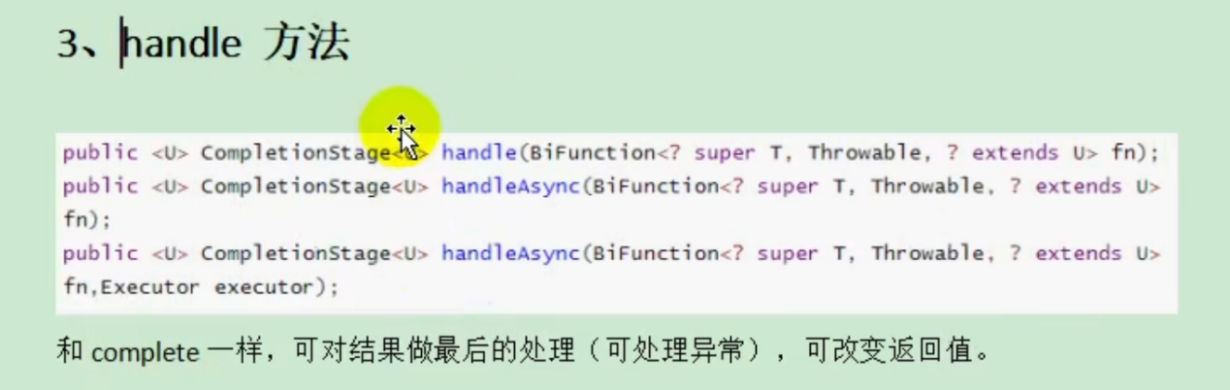 3、handle 方法
public <U> CompletionStage<U> handle(BiFunction<? super T, Throwable, ? extends U> fn);
public <U> CompletionStage<U> handleAsync(BiFunction<? super T, Throwable, ? extends U>
fn);
public <U> CompletionStage<U> handleAsync(BiFunction<? super T, Throwable, ? extends U>
fn,Executor executor);
和 complete 一样，可对结果做最后的处理（可处理异常），可改变返回值。